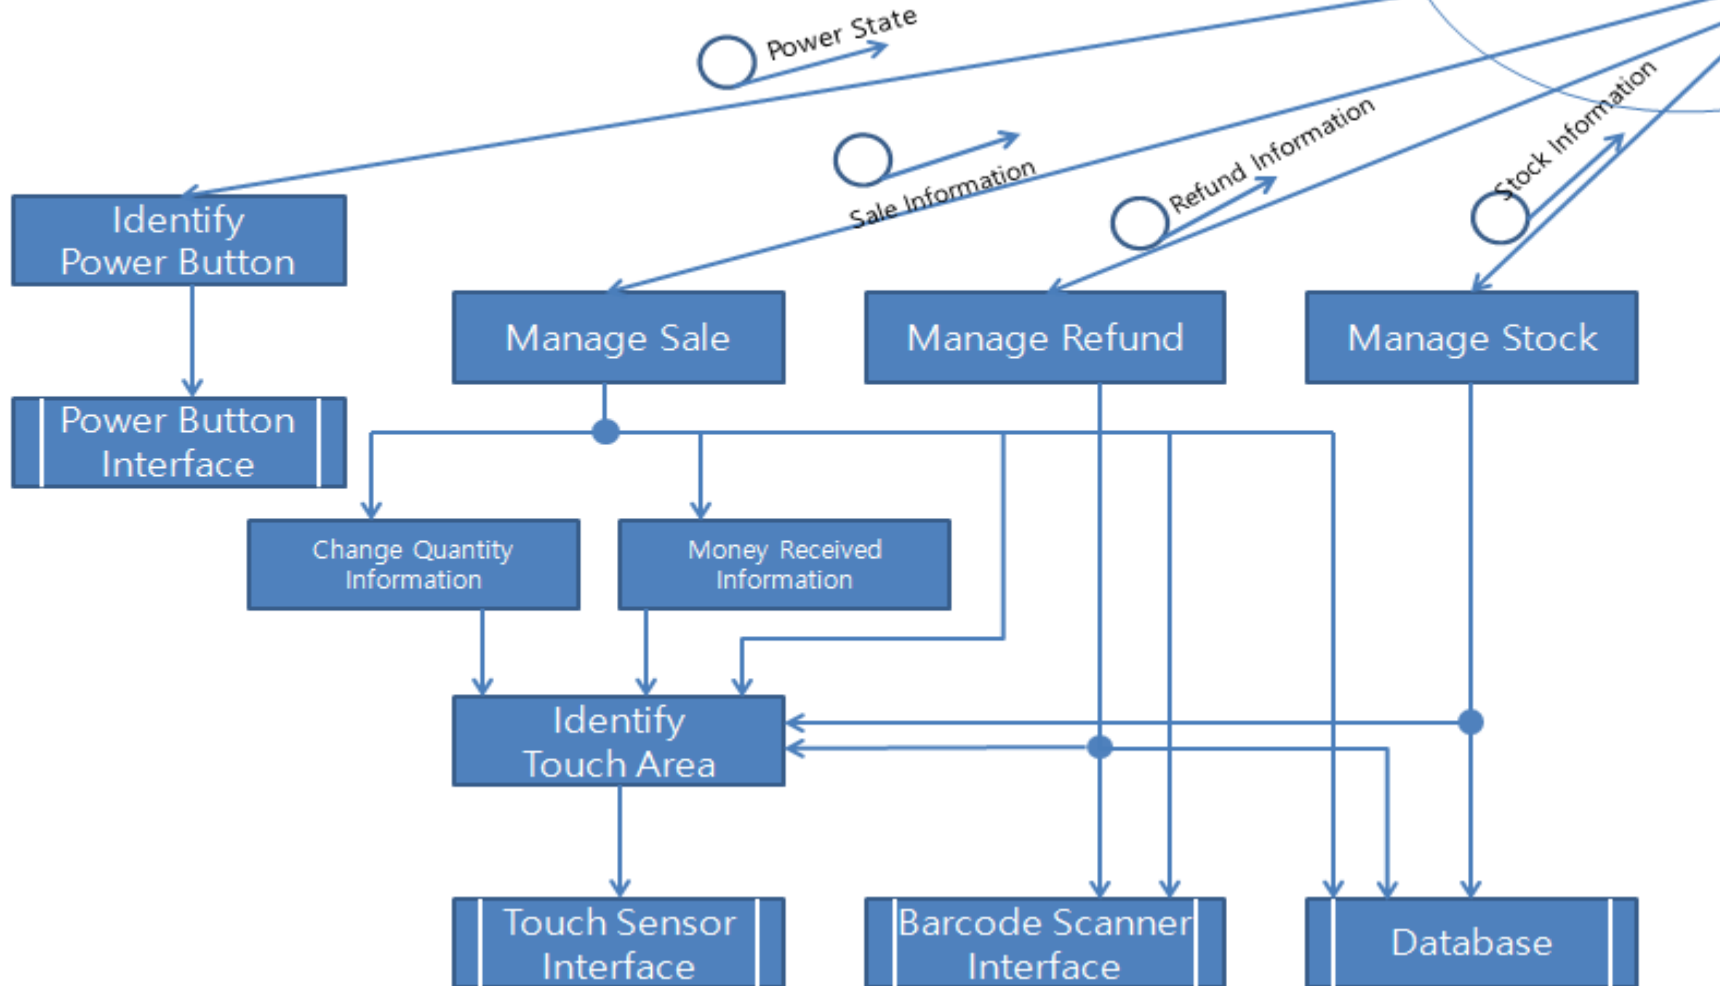 Power State
Sale Information
Refund Information
Stock Information
Identify
Power Button
Manage Sale
Manage Refund
Manage Stock
Power Button
Interface
Change Quantity
Information
Money Received
Information
Identify
Touch Area
Touch Sensor
Interface
Barcode Scanner
Interface
Database